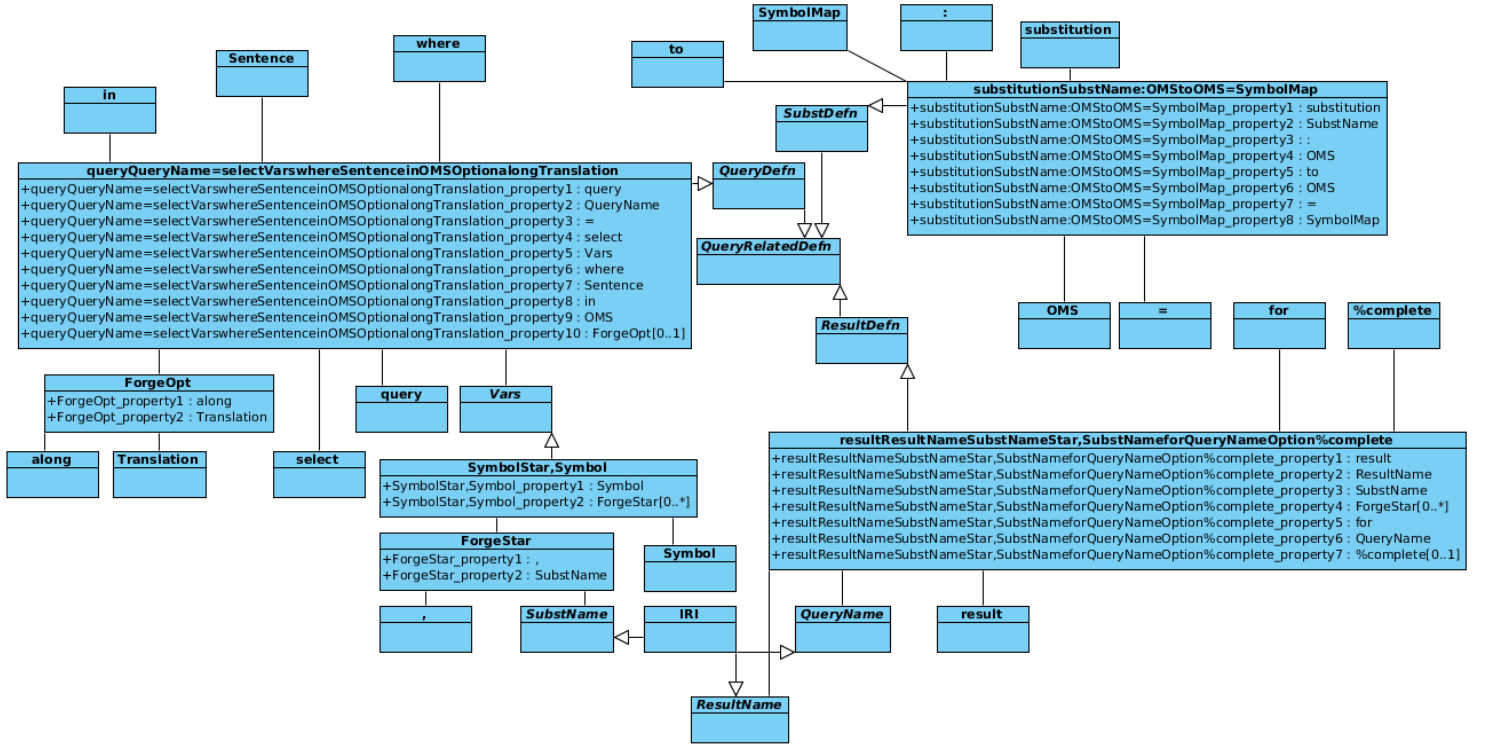 SymbolMap
:
substitution
where
to
Sentence
in
substitutionSubstName:OMStoOMS=SymbolMap
+substitutionSubstName:OMStoOMS=SymbolMap_property1 : substitution
+substitutionSubstName:OMStoOMS=SymbolMap_property2 : SubstName
+substitutionSubstName:OMStoOMS=SymbolMap_property3 : :
+substitutionSubstName:OMStoOMS=SymbolMap_property4 : OMS
+substitutionSubstName:OMStoOMS=SymbolMap_property5 : to
+substitutionSubstName:OMStoOMS=SymbolMap_property6 : OMS
+substitutionSubstName:OMStoOMS=SymbolMap_property7 : =
+substitutionSubstName:OMStoOMS=SymbolMap_property8 : SymbolMap
SubstDefn
queryQueryName=selectVarswhereSentenceinOMSOptionalongTranslation
+queryQueryName=selectVarswhereSentenceinOMSOptionalongTranslation_property1 : query
+queryQueryName=selectVarswhereSentenceinOMSOptionalongTranslation_property2 : QueryName
+queryQueryName=selectVarswhereSentenceinOMSOptionalongTranslation_property3 : =
+queryQueryName=selectVarswhereSentenceinOMSOptionalongTranslation_property4 : select
+queryQueryName=selectVarswhereSentenceinOMSOptionalongTranslation_property5 : Vars
+queryQueryName=selectVarswhereSentenceinOMSOptionalongTranslation_property6 : where
+queryQueryName=selectVarswhereSentenceinOMSOptionalongTranslation_property7 : Sentence
+queryQueryName=selectVarswhereSentenceinOMSOptionalongTranslation_property8 : in
+queryQueryName=selectVarswhereSentenceinOMSOptionalongTranslation_property9 : OMS
+queryQueryName=selectVarswhereSentenceinOMSOptionalongTranslation_property10 : ForgeOpt[0..1]
QueryDefn
QueryRelatedDefn
OMS
=
for
%complete
ResultDefn
ForgeOpt
+ForgeOpt_property1 : along
+ForgeOpt_property2 : Translation
query
Vars
along
Translation
select
SymbolStar,Symbol
+SymbolStar,Symbol_property1 : Symbol
+SymbolStar,Symbol_property2 : ForgeStar[0..*]
resultResultNameSubstNameStar,SubstNameforQueryNameOption%complete
+resultResultNameSubstNameStar,SubstNameforQueryNameOption%complete_property1 : result
+resultResultNameSubstNameStar,SubstNameforQueryNameOption%complete_property2 : ResultName
+resultResultNameSubstNameStar,SubstNameforQueryNameOption%complete_property3 : SubstName
+resultResultNameSubstNameStar,SubstNameforQueryNameOption%complete_property4 : ForgeStar[0..*]
+resultResultNameSubstNameStar,SubstNameforQueryNameOption%complete_property5 : for
+resultResultNameSubstNameStar,SubstNameforQueryNameOption%complete_property6 : QueryName
+resultResultNameSubstNameStar,SubstNameforQueryNameOption%complete_property7 : %complete[0..1]
ForgeStar
+ForgeStar_property1 : ,
+ForgeStar_property2 : SubstName
Symbol
,
SubstName
IRI
QueryName
result
ResultName